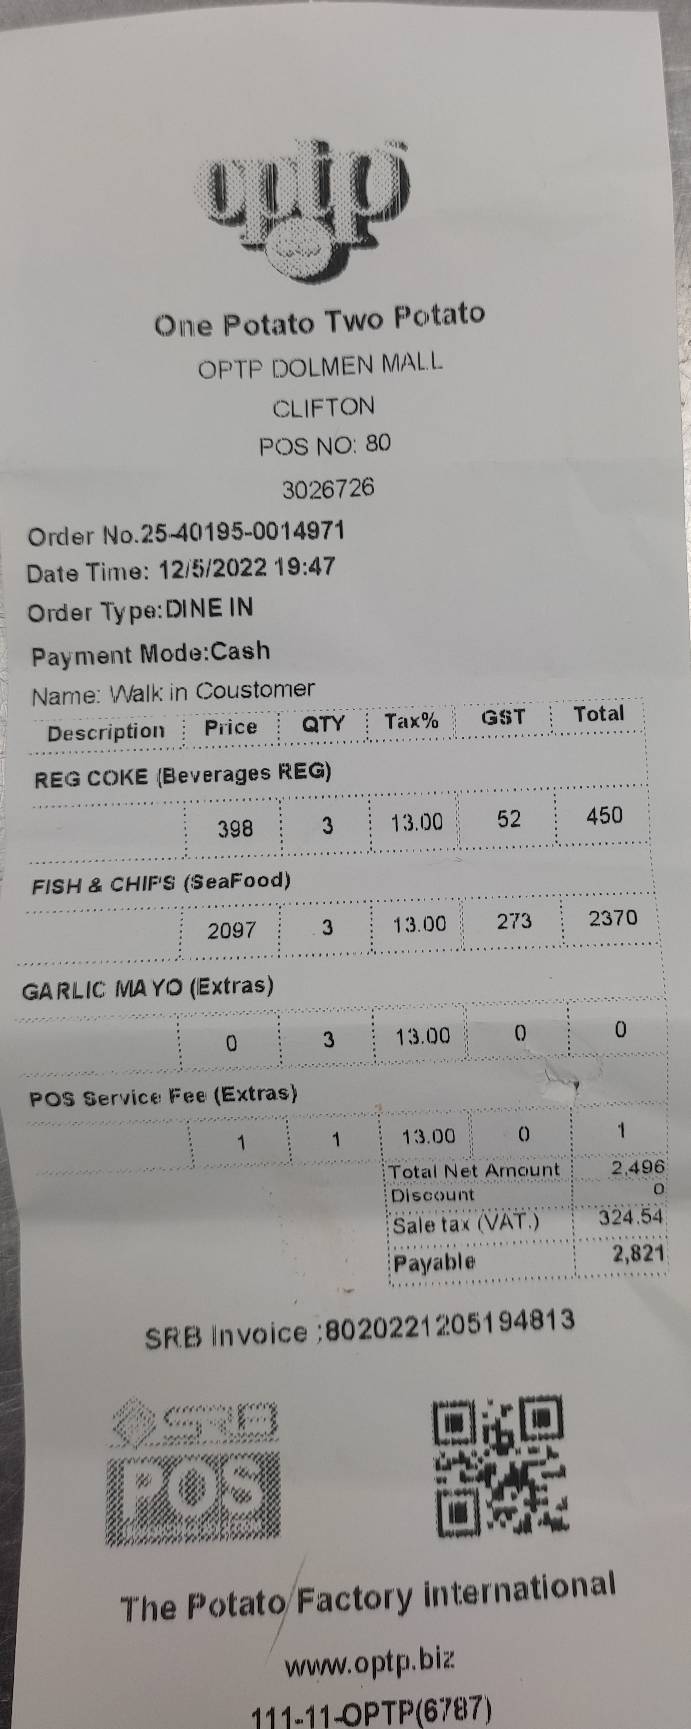 optp
One Potato Two Potato
OPTP DOLMEN MALL
CLIFTON
POS NO: 80
3026726
Order No.25-40195-0014971
Date Time: 12/5/2022 19:47
Order Type:DINE IN
Payment Mode:Cash
Name: Walk in Coustomer
Description Price QTY Tax% GST Total
REG COKE (Beverages REG)
398 3 13.00 52 450
FISH & CHIPS (SeaFood)
2097 3 13.00 273 2370
GARLIC MAYO (Extras)
0 3 13.00 0 0
POS Service Fee (Extras)
1 1 13.00 0 1
Total Net Amount 2,496
Discount 0
Sale tax (VAT.) 324.54
Payable 2,821
SRB Invoice ;8020221205194813
SRB
POS
The Potato Factory international
www.optp.biz
111-11-OPTP(6787)